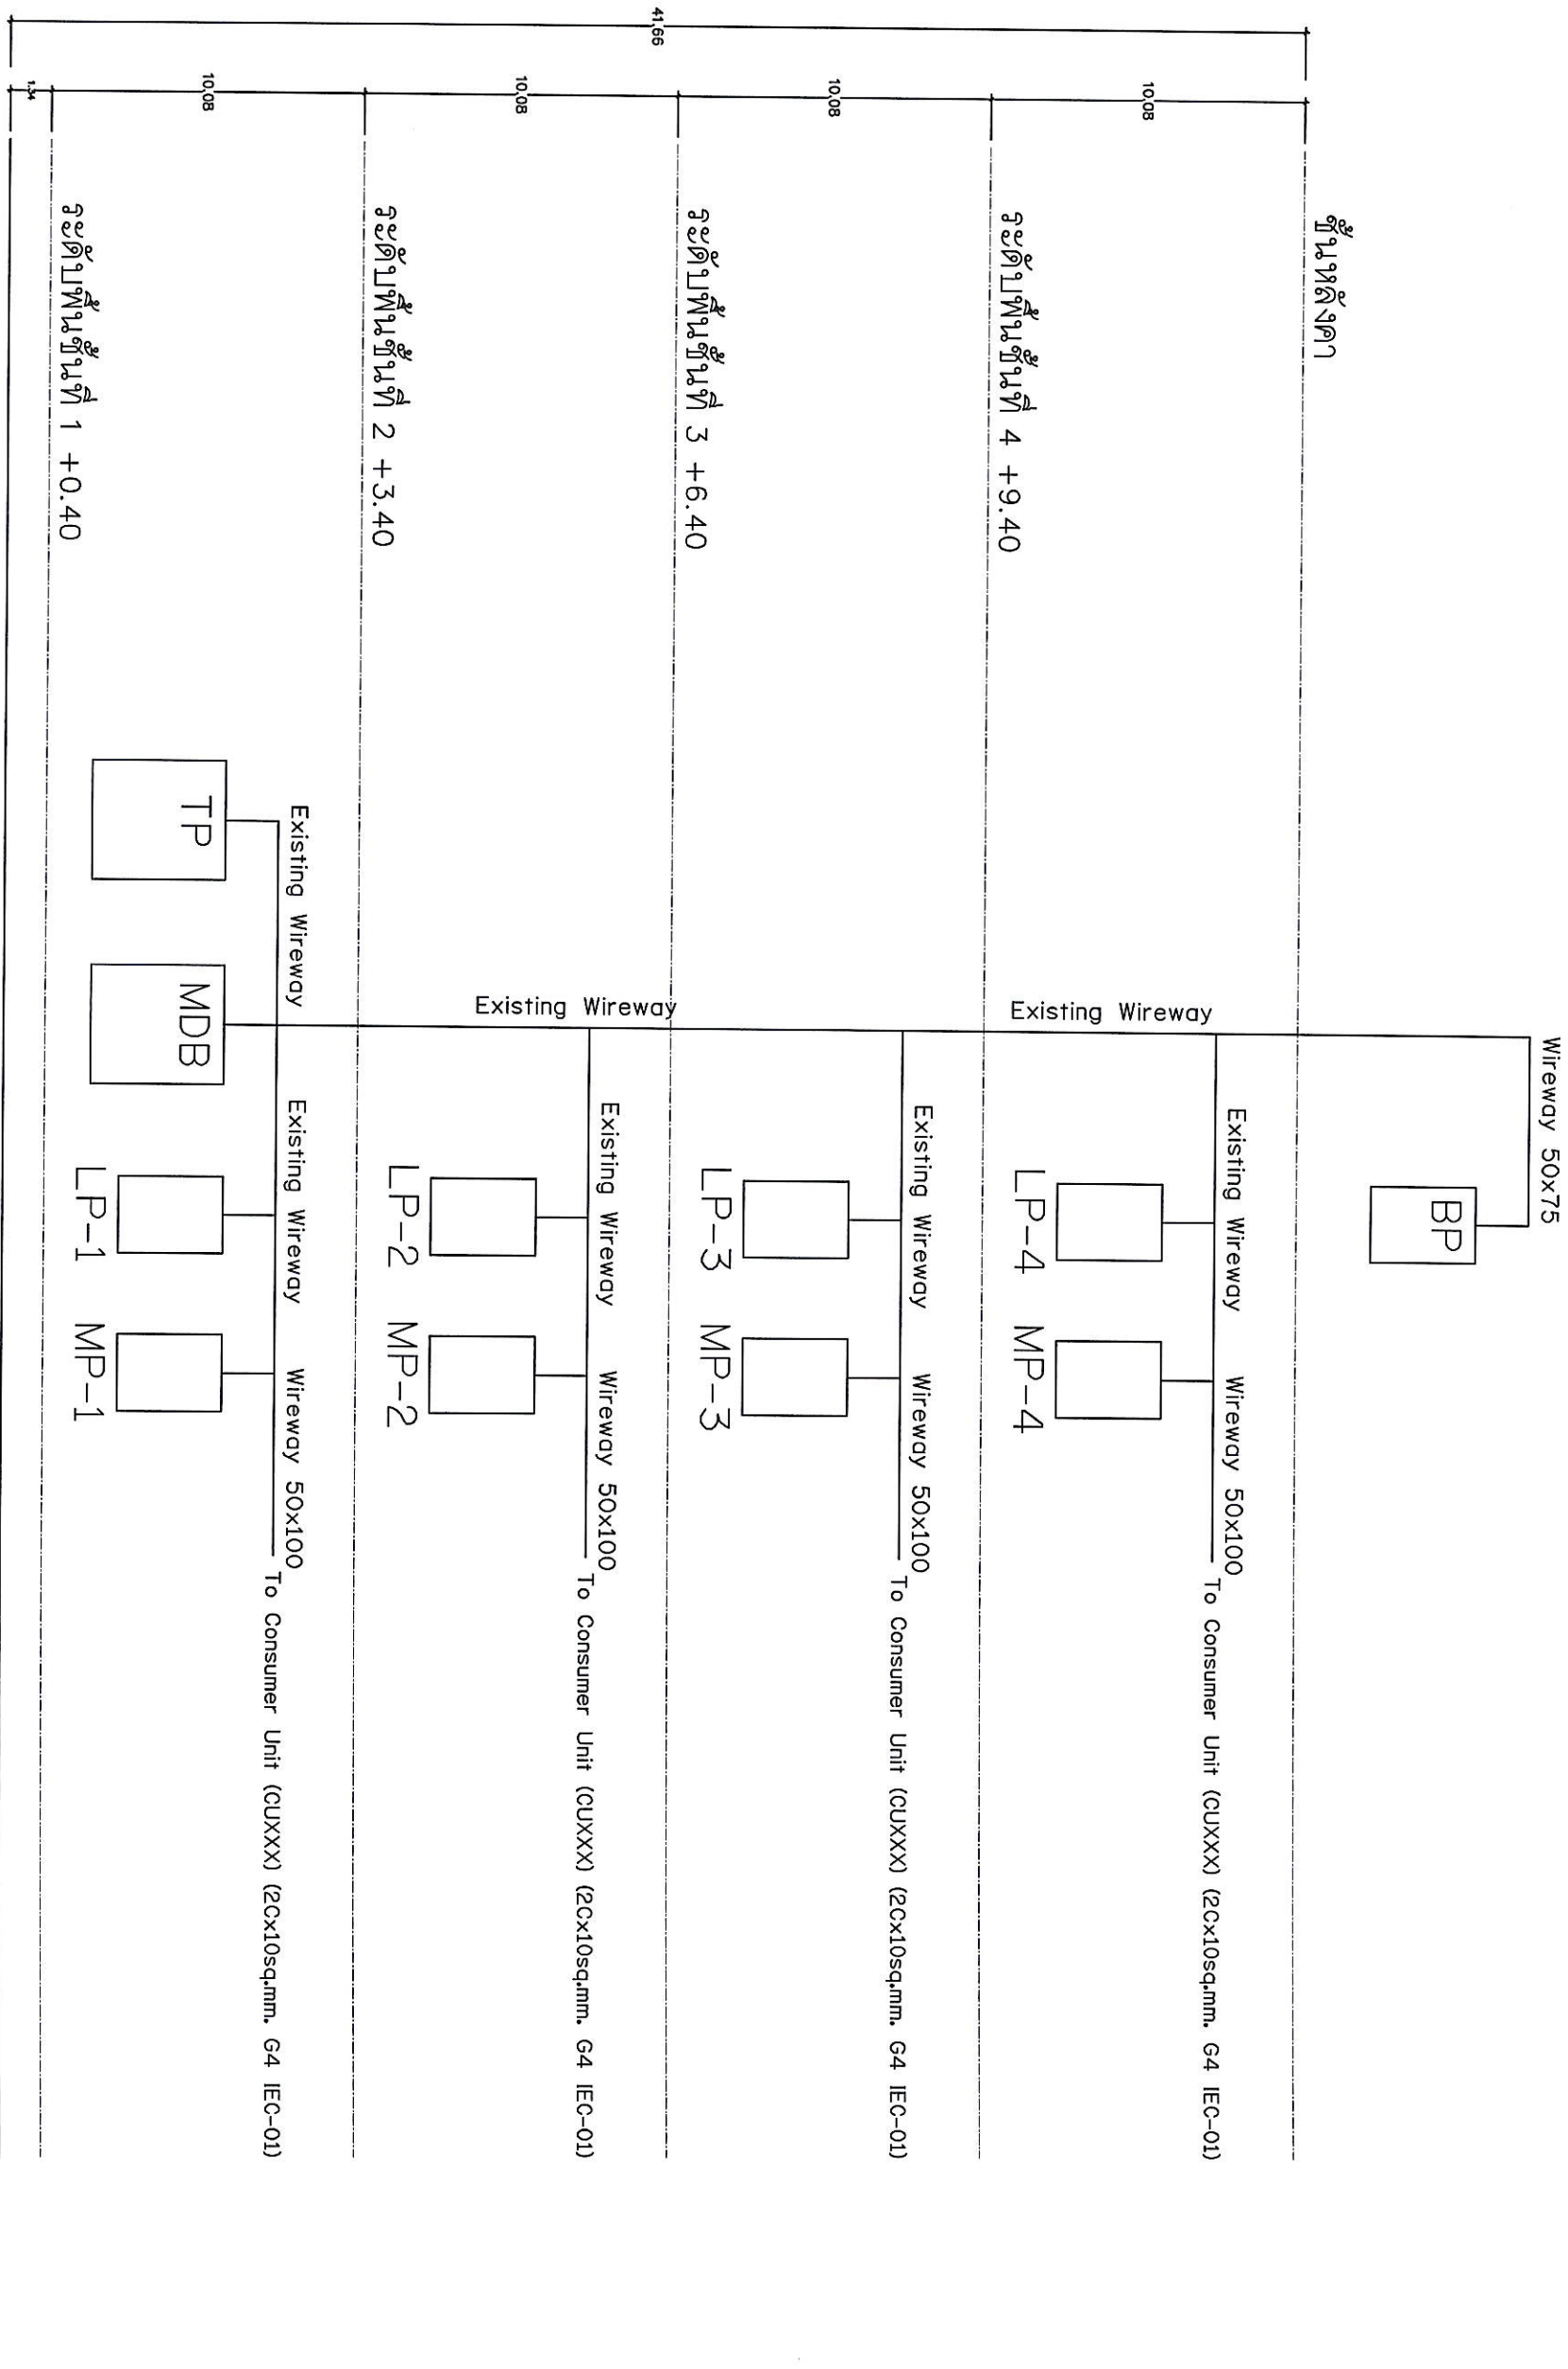 Wireway 50x75
BP
ชั้นหลังคา
Existing Wireway
Existing Wireway
Wireway 50x100
To Consumer Unit (CUXXX) (2Cx10sq.mm. G4 IEC-01)
LP-4
MP-4
10.08
ระดับพื้นชั้นที่ 4 +9.40
Existing Wireway
Wireway 50x100
To Consumer Unit (CUXXX) (2Cx10sq.mm. G4 IEC-01)
LP-3
MP-3
10.08
41.66
ระดับพื้นชั้นที่ 3 +6.40
Existing Wireway
Existing Wireway
Wireway 50x100
To Consumer Unit (CUXXX) (2Cx10sq.mm. G4 IEC-01)
LP-2
MP-2
10.08
ระดับพื้นชั้นที่ 2 +3.40
Existing Wireway
Existing Wireway
Wireway 50x100
To Consumer Unit (CUXXX) (2Cx10sq.mm. G4 IEC-01)
TP
MDB
LP-1
MP-1
10.08
ระดับพื้นชั้นที่ 1 +0.40
1.34